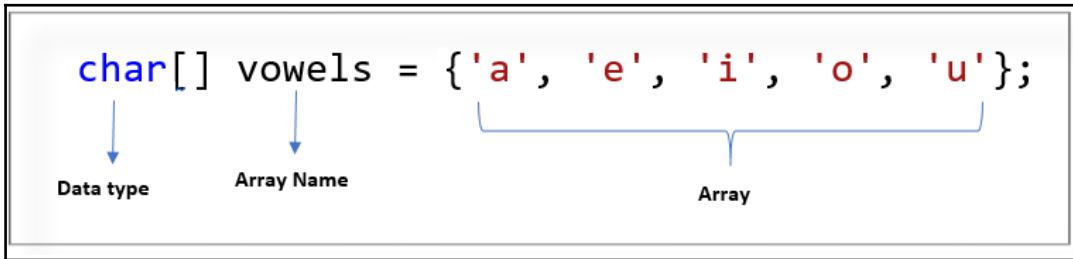 char[] vowels = {'a', 'e', 'i', 'o', 'u'};
Data type
Array Name
Array